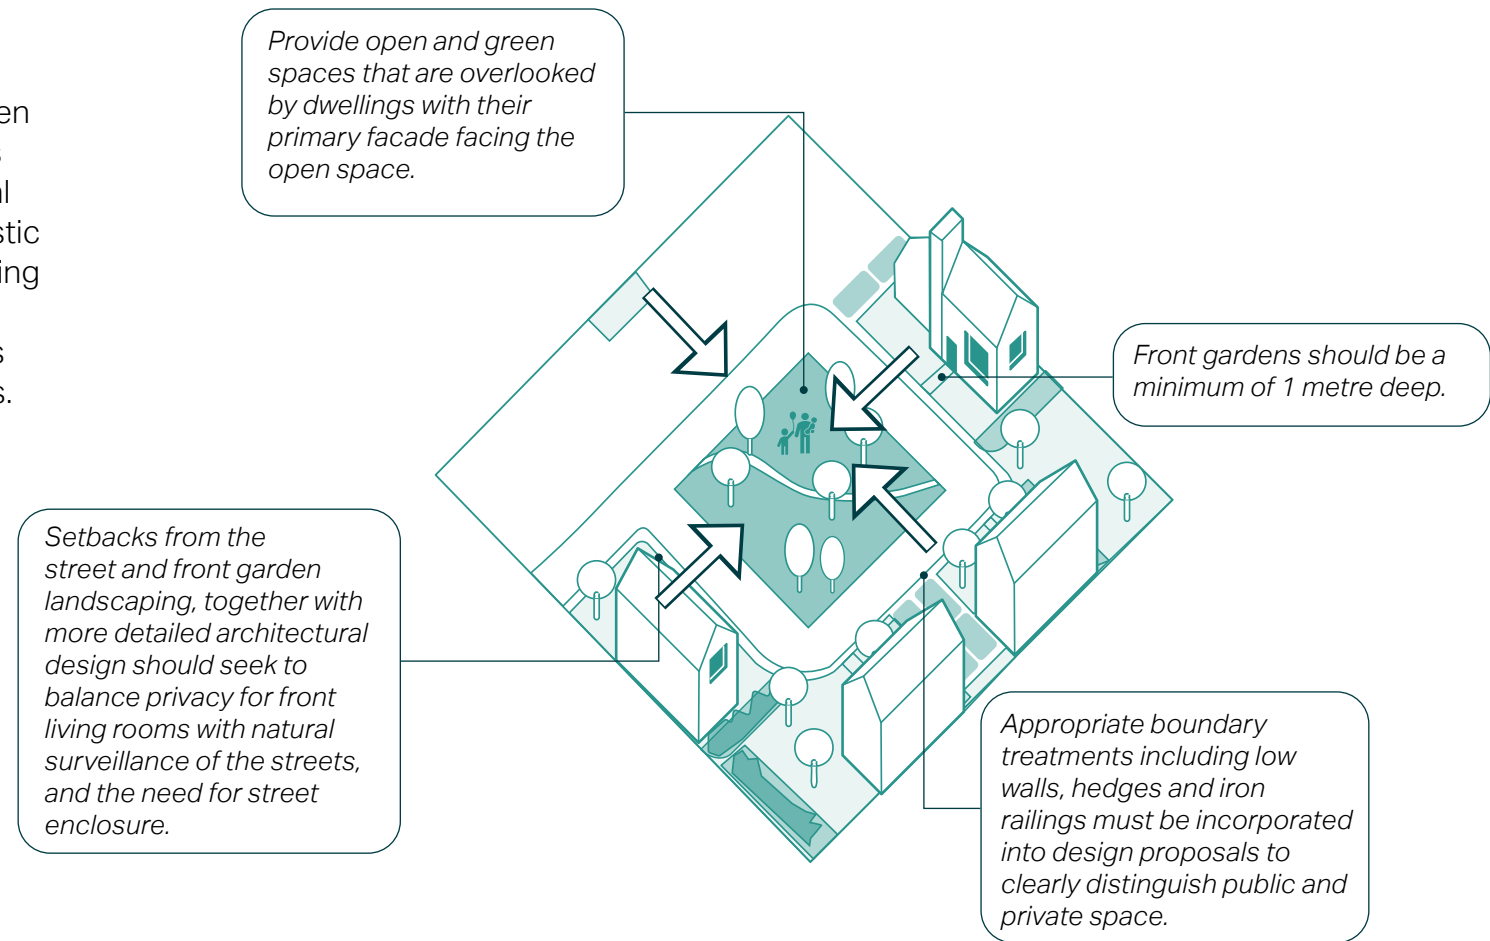 Provide open and green
spaces that are overlooked
by dwellings with their
primary facade facing the
open space.
en
s
al
stic
ing
s
s.
Front gardens should be a
minimum of 1 metre deep.
Setbacks from the
street and front garden
landscaping, together with
more detailed architectural
design should seek to
balance privacy for front
living rooms with natural
surveillance of the streets,
and the need for street
enclosure.
Appropriate boundary
treatments including low
walls, hedges and iron
railings must be incorporated
into design proposals to
clearly distinguish public and
private space.